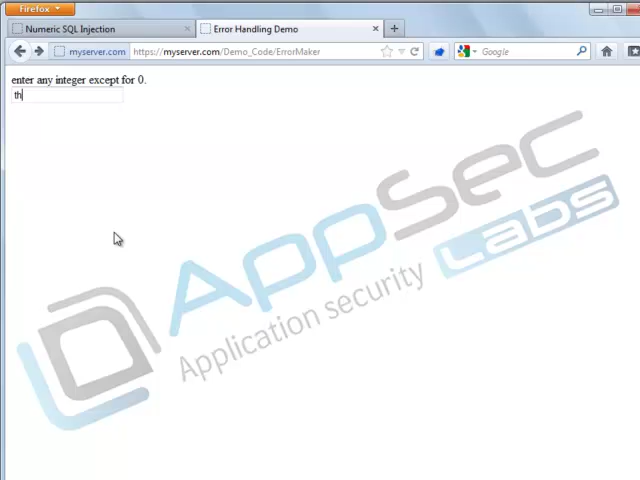 Firefox
Numeric SQL Injection
Error Handling Demo
myserver.com
https://myserver.com/Demo_Code/ErrorMaker
Google
enter any integer except for 0.
th
AppSec
Labs
Application security